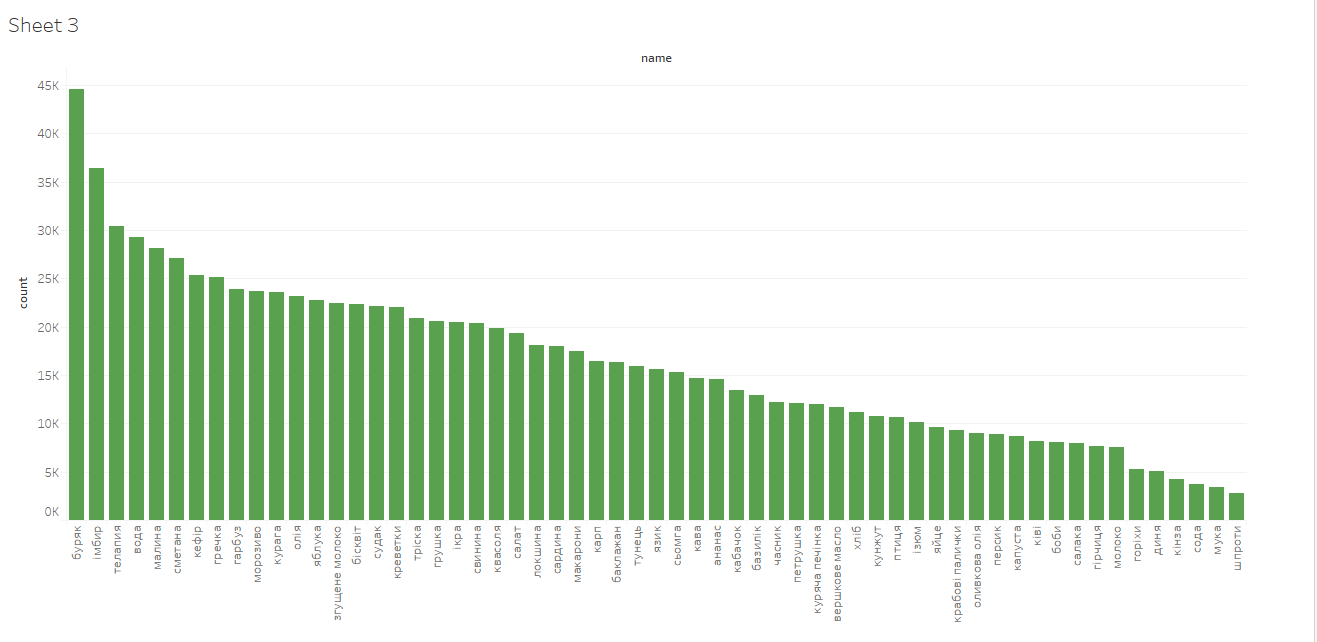 Sheet 3
name
45K
40K
35K
30K
25K
20K
15K
10K
5K
0K
count
буряк
імбир
телапия
вода
малина
сметана
кефір
гречка
гарбуз
морозиво
курага
олія
яблука
згущене молоко
бісквіт
судак
креветки
тріска
грушка
ікра
свинина
квасоля
салат
локшина
сардина
макарони
карп
баклажан
тунець
язик
сьомга
кава
ананас
кабачок
базилік
часник
петрушка
куряча печінка
вершкове масло
хліб
кунжут
птиця
ізюм
яйце
крабові палички
оливкова олія
персик
капуста
ківі
боби
салака
гірчиця
молоко
горіхи
диня
кінза
сода
мука
шпроти